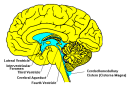 Lateral Ventricle
Interventricular
Foramen
Third Ventricle
Cerebral Aqueduct
Fourth Ventricle
Cerebellomedullary
Cistern (Cisterna Magna)